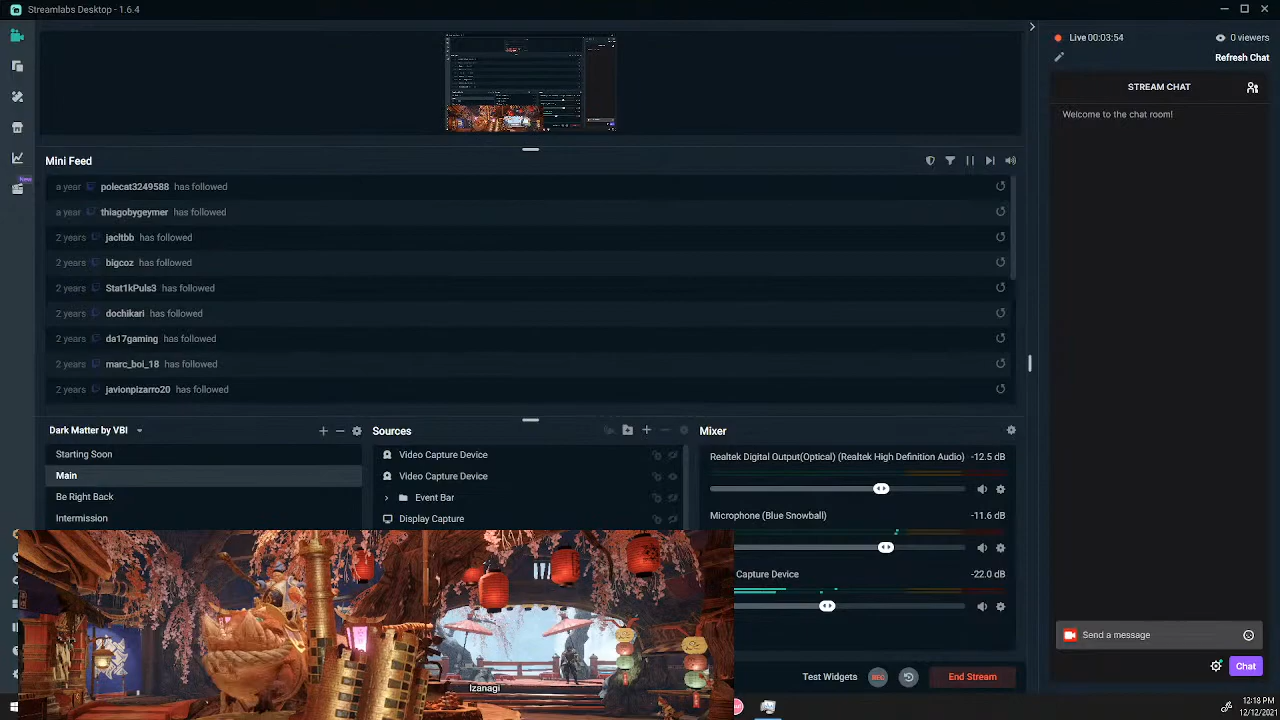 Streamlabs Desktop - 1.6.4
Live 00:03:54
0 viewers
Refresh Chat
STREAM CHAT
Welcome to the chat room!
Mini Feed
a year polecat3249588 has followed
a year thiagobygeymer has followed
2 years jacltbb has followed
2 years bigcoz has followed
2 years Stat1kPuls3 has followed
2 years dochikari has followed
2 years da17gaming has followed
2 years marc_boi_18 has followed
2 years javionpizarro20 has followed
Dark Matter by VBI
Starting Soon
Main
Be Right Back
Intermission
Sources
Video Capture Device
Video Capture Device
Event Bar
Display Capture
Mixer
Realtek Digital Output(Optical) (Realtek High Definition Audio) -12.5 dB
Microphone (Blue Snowball) -11.6 dB
Capture Device -22.0 dB
Izanagi
Send a message
Chat
Test Widgets
REC
End Stream
12:18 PM
12/12/2021